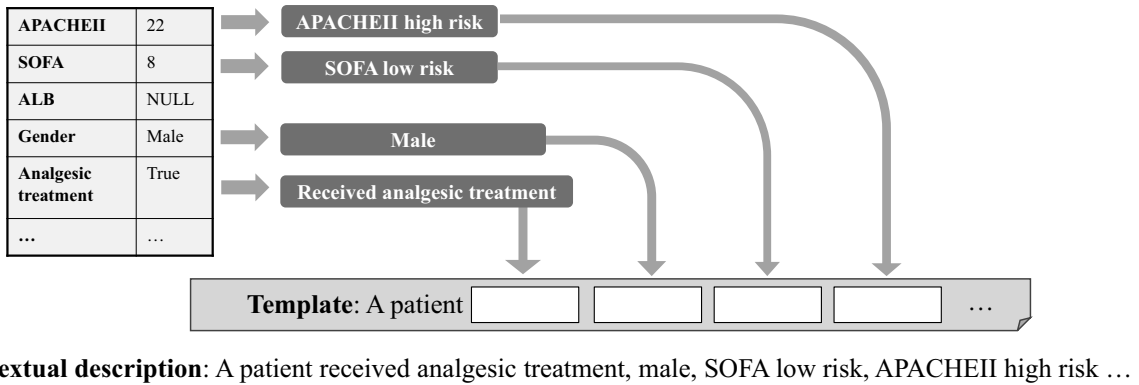 APACHEII 22
SOFA 8
ALB NULL
Gender Male
Analgesic treatment True
... ...
APACHEII high risk
SOFA low risk
Male
Received analgesic treatment
Template: A patient ...
extual description: A patient received analgesic treatment, male, SOFA low risk, APACHEII high risk ...